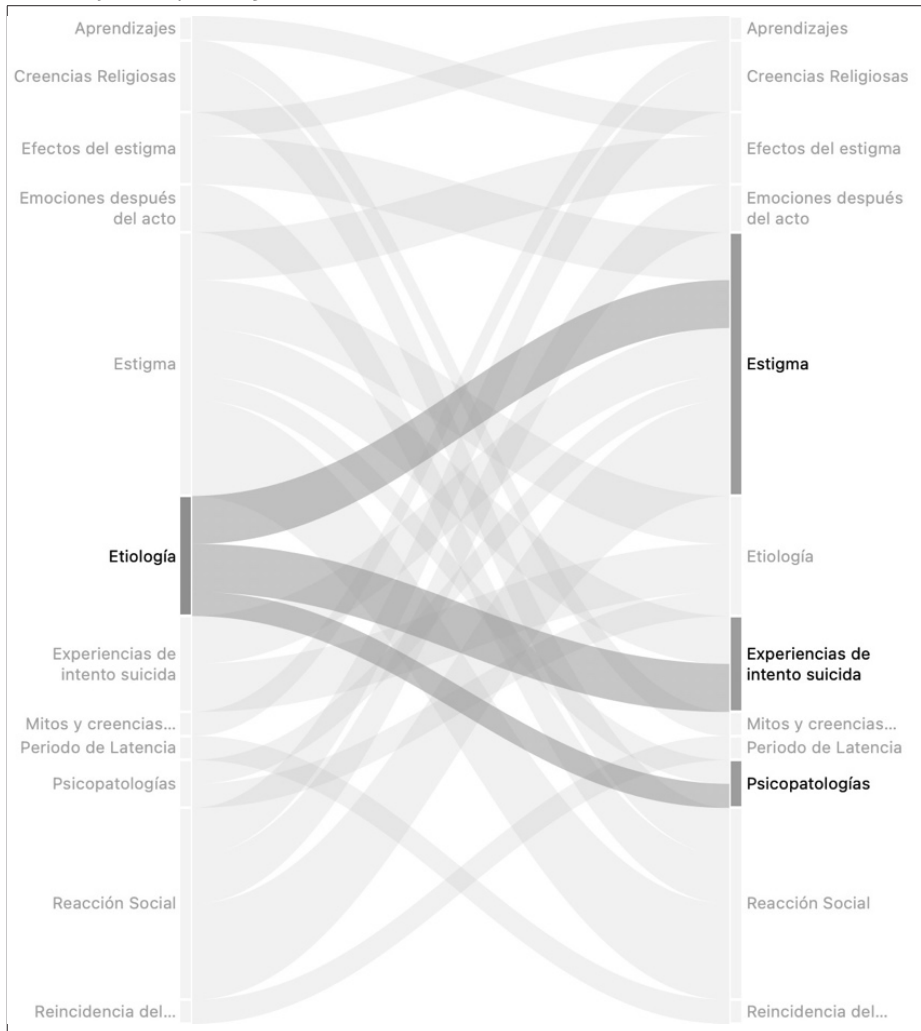 Aprendizajes
Creencias Religiosas
Efectos del estigma
Emociones después
del acto
Estigma
Etiología
Experiencias de
intento suicida
Mitos y creencias...
Periodo de Latencia
Psicopatologías
Reacción Social
Reincidencia del...
Aprendizajes
Creencias Religiosas
Efectos del estigma
Emociones después
del acto
Estigma
Etiología
Experiencias de
intento suicida
Mitos y creencias...
Periodo de Latencia
Psicopatologías
Reacción Social
Reincidencia del...